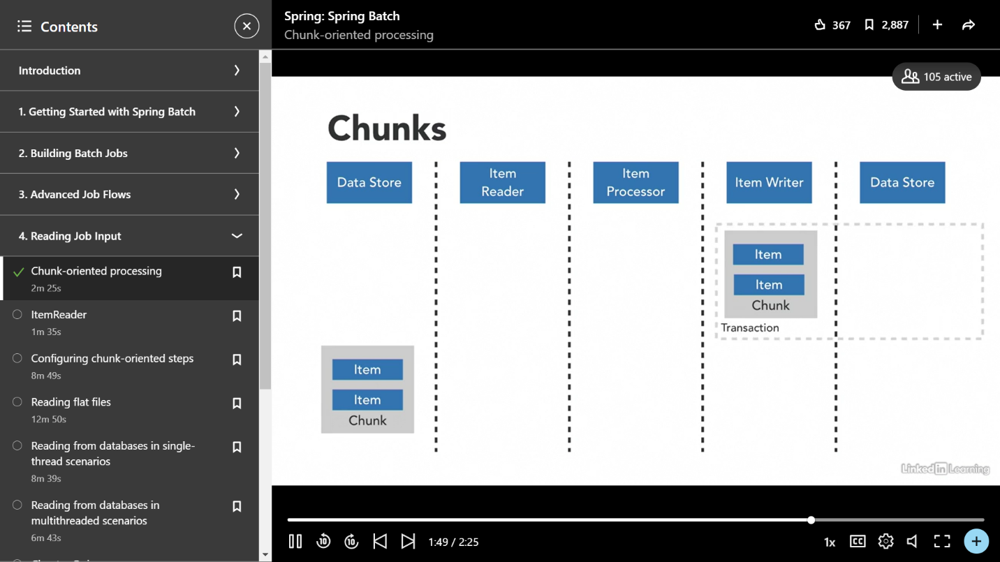 Contents
Introduction
1. Getting Started with Spring Batch
2. Building Batch Jobs
3. Advanced Job Flows
4. Reading Job Input
Chunk-oriented processing
2m 25s
ItemReader
1m 35s
Configuring chunk-oriented steps
8m 49s
Reading flat files
12m 50s
Reading from databases in single-
thread scenarios
8m 39s
Reading from databases in
multithreaded scenarios
6m 43s
Spring: Spring Batch
Chunk-oriented processing
367
2,887
105 active
Chunks
Data Store
Item
Reader
Item
Processor
Item Writer
Data Store
Item
Item
Chunk
Transaction
Item
Item
Chunk
Linked in Learning
10
10
1:49 / 2:25
1x
CC